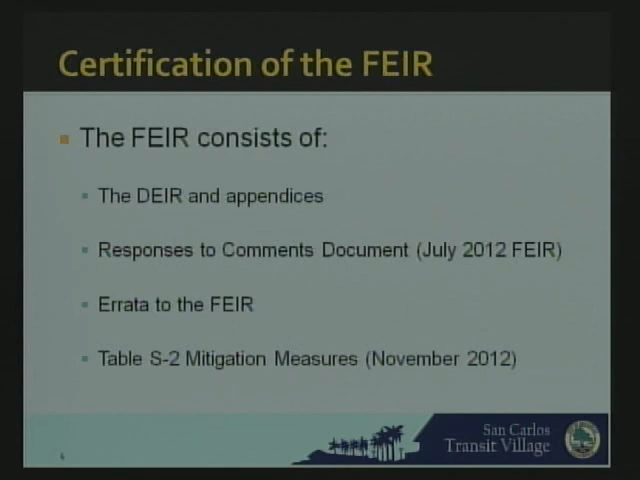 Certification of the FEIR
The FEIR consists of:
The DEIR and appendices
Responses to Comments Document (July 2012 FEIR)
Errata to the FEIR
Table S-2 Mitigation Measures (November 2012)
San Carlos
Transit Village
4